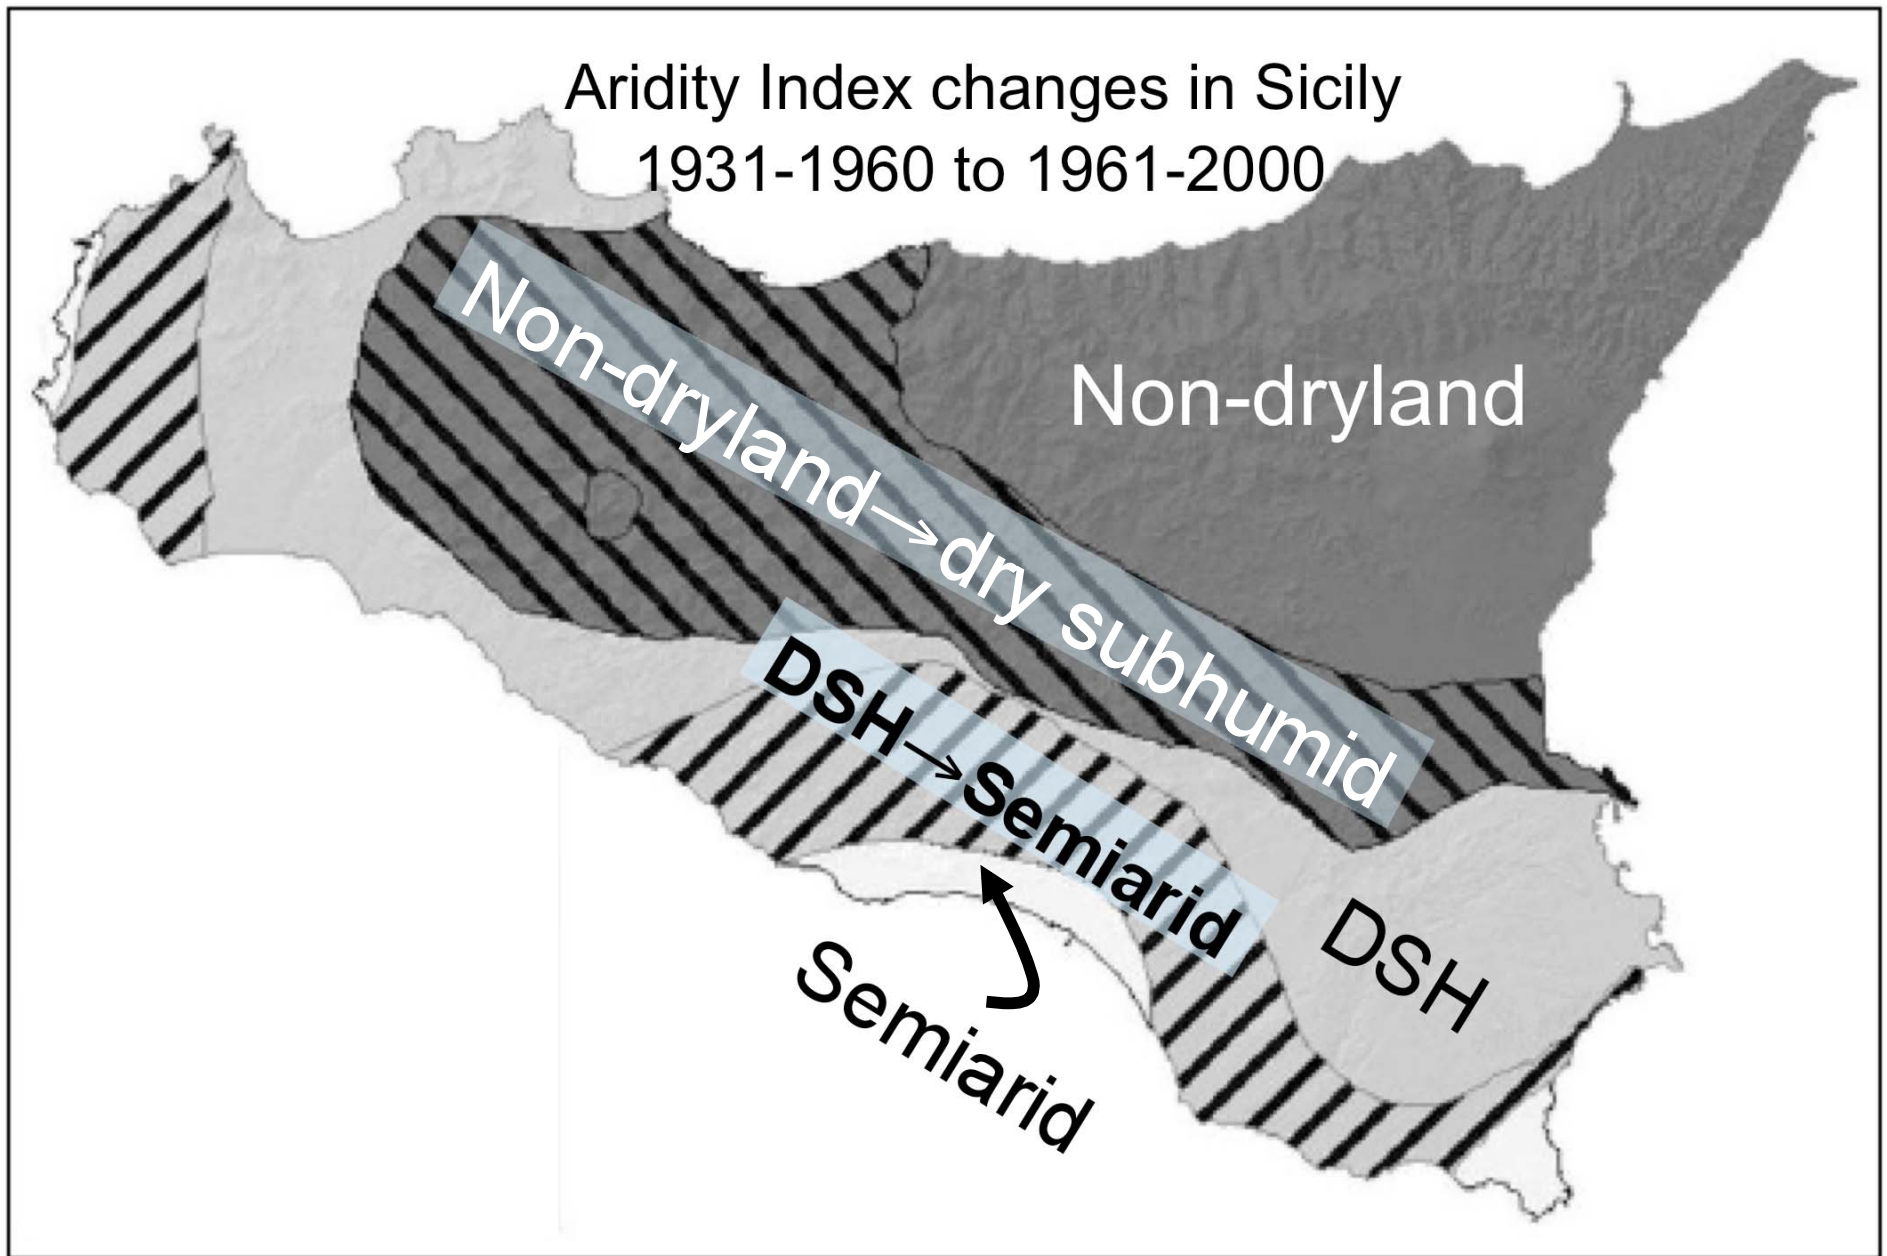 Aridity Index changes in Sicily
1931-1960 to 1961-2000
Non-dryland
Non-dryland→dry subhumid
DSH→Semiarid
DSH
Semiarid